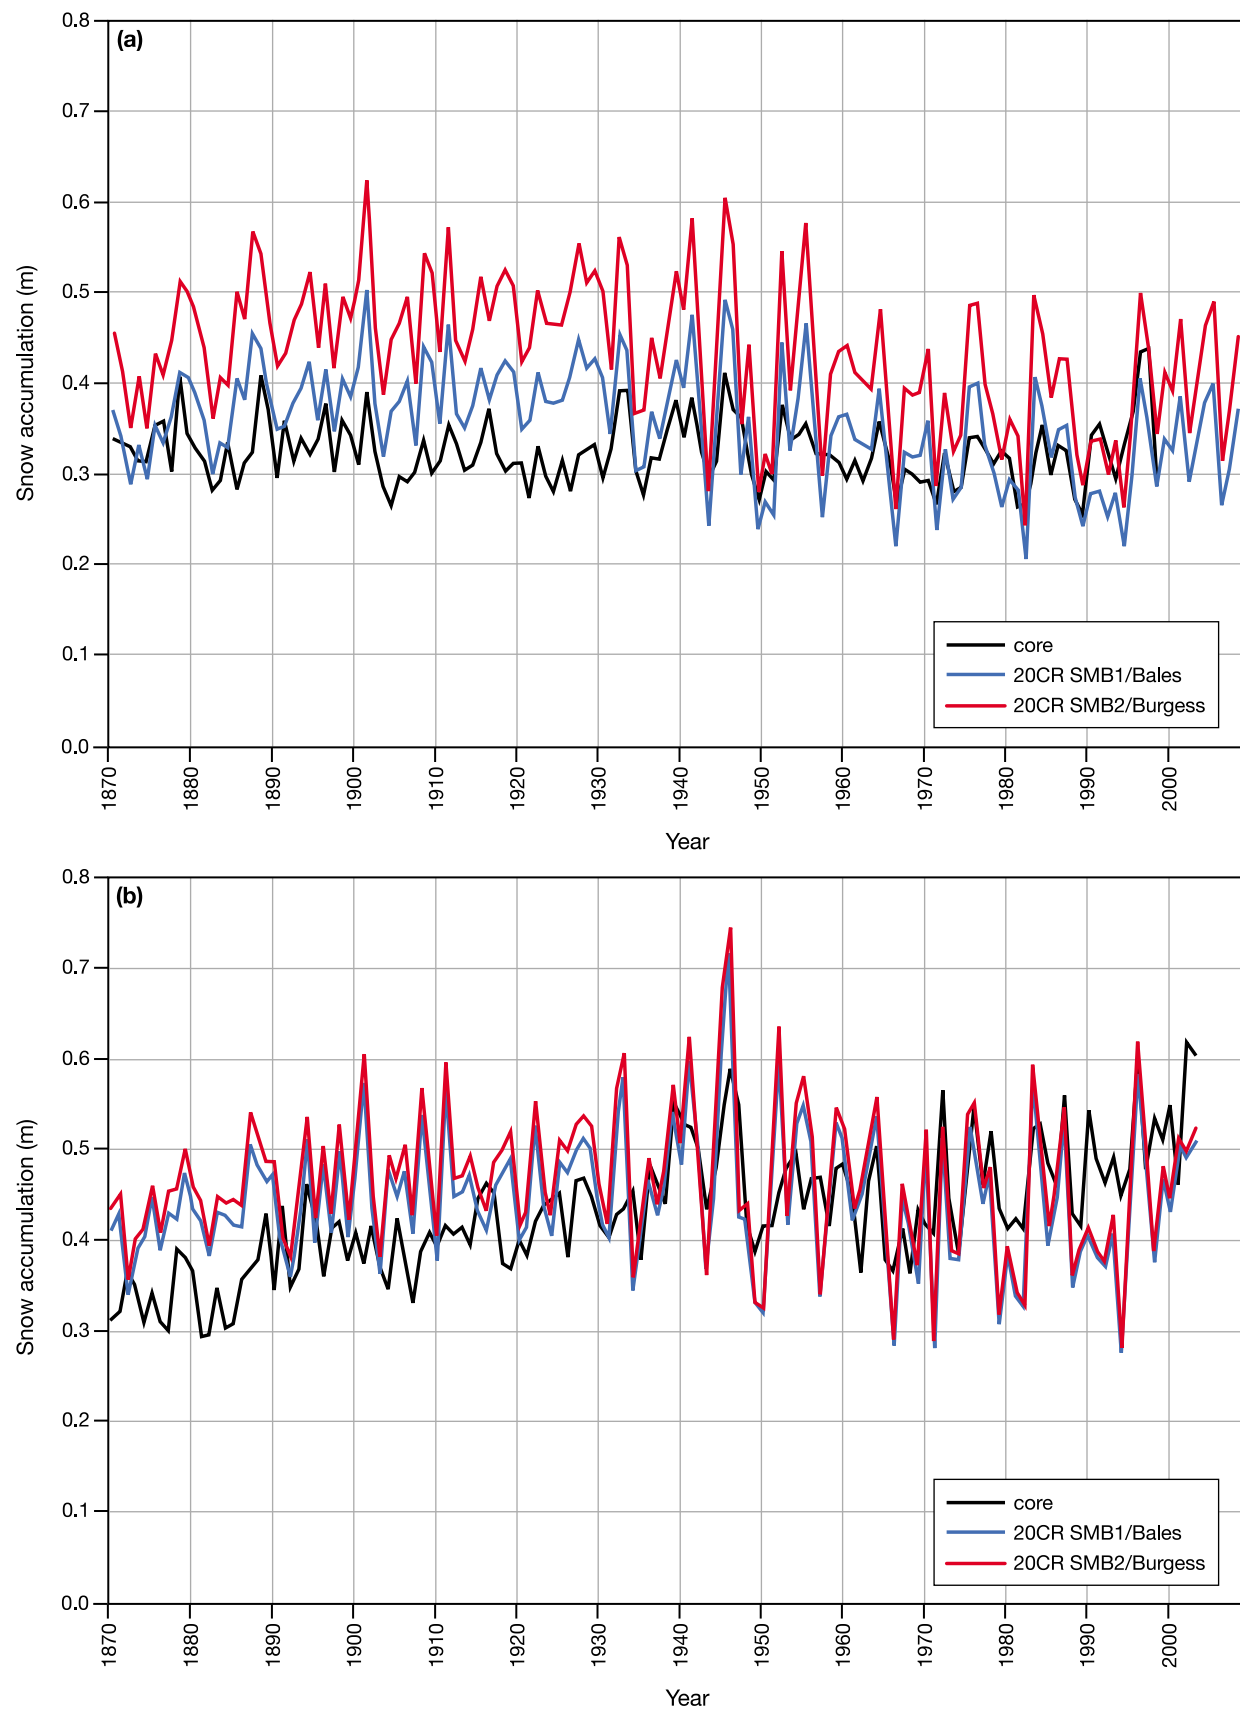 (a)
0.8
0.7
0.6
0.5
0.4
0.3
0.2
0.1
0.0
Snow accumulation (m)
core
20CR SMB1/Bales
20CR SMB2/Burgess
1870 1880 1890 1900 1910 1920 1930 1940 1950 1960 1970 1980 1990 2000
Year
(b)
0.8
0.7
0.6
0.5
0.4
0.3
0.2
0.1
0.0
Snow accumulation (m)
core
20CR SMB1/Bales
20CR SMB2/Burgess
1870 1880 1890 1900 1910 1920 1930 1940 1950 1960 1970 1980 1990 2000
Year